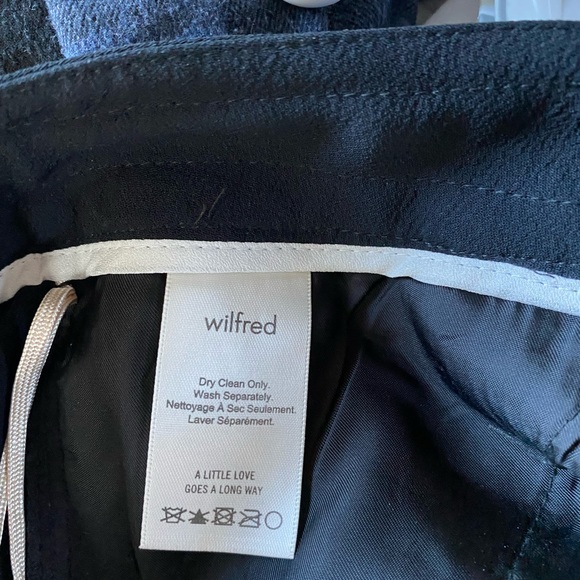 wilfred
Dry Clean Only.
Wash Separately.
Nettoyage À Sec Seulement.
Laver Séparément.
A LITTLE LOVE
GOES A LONG WAY